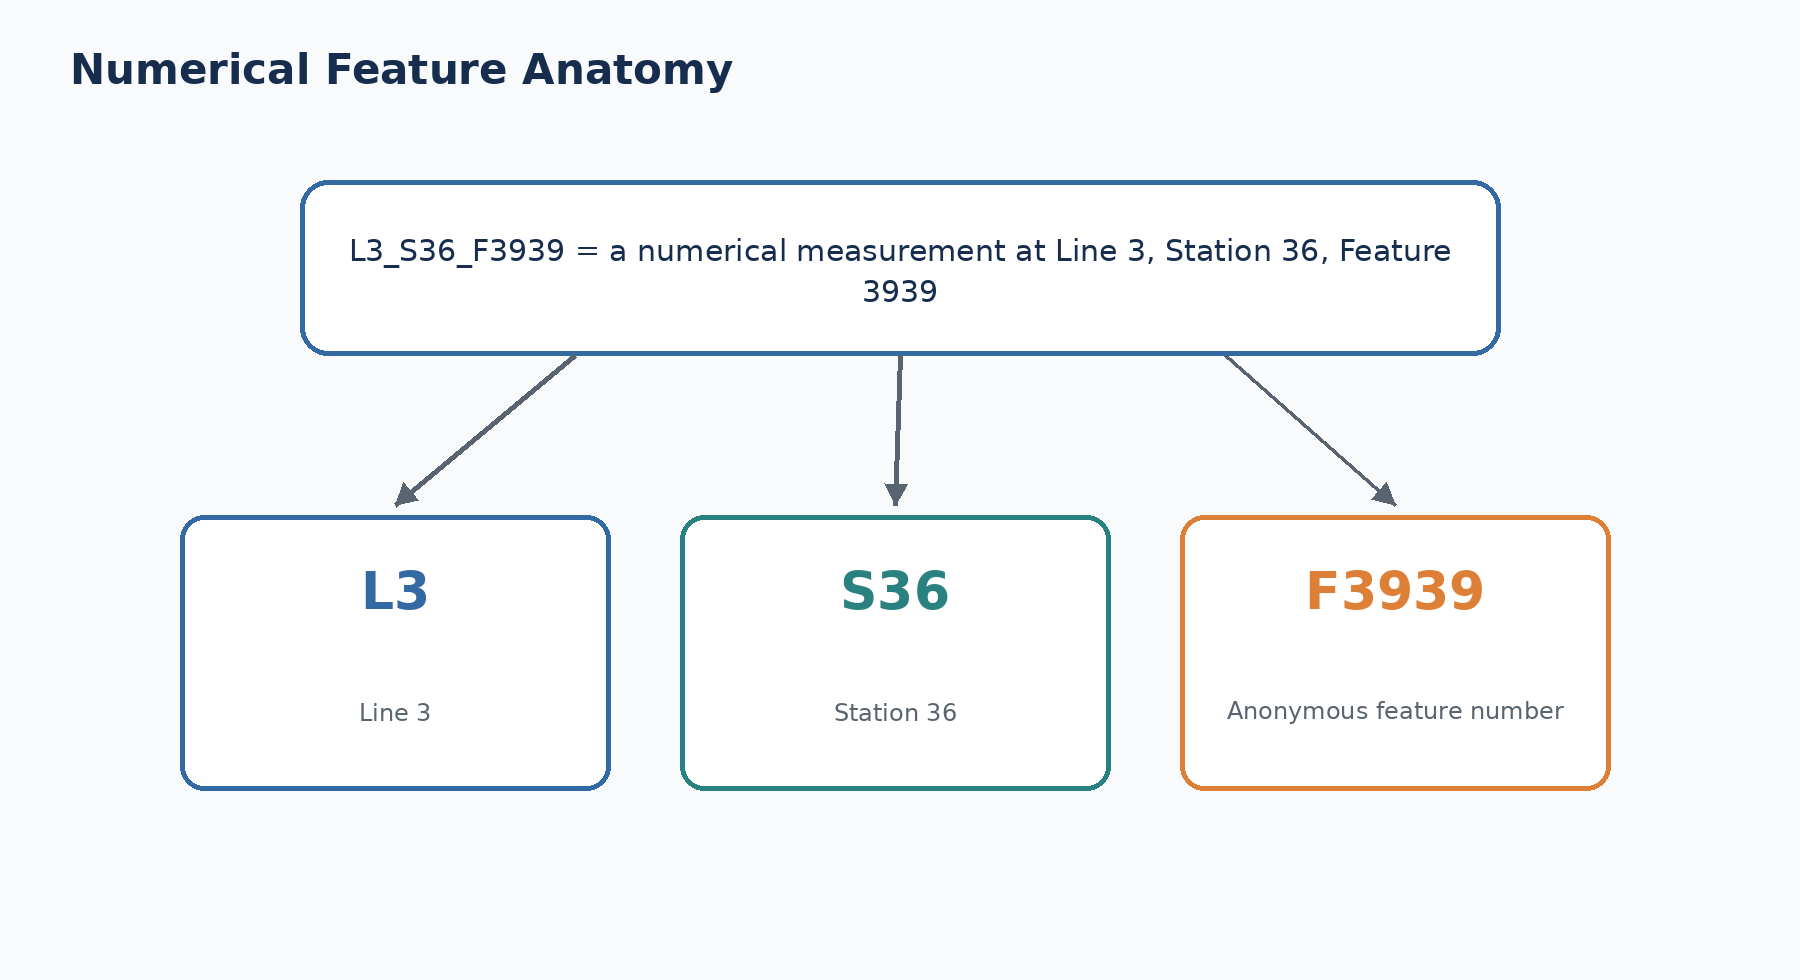 Numerical Feature Anatomy
L3_S36_F3939 = a numerical measurement at Line 3, Station 36, Feature
3939
L3
Line 3
S36
Station 36
F3939
Anonymous feature number